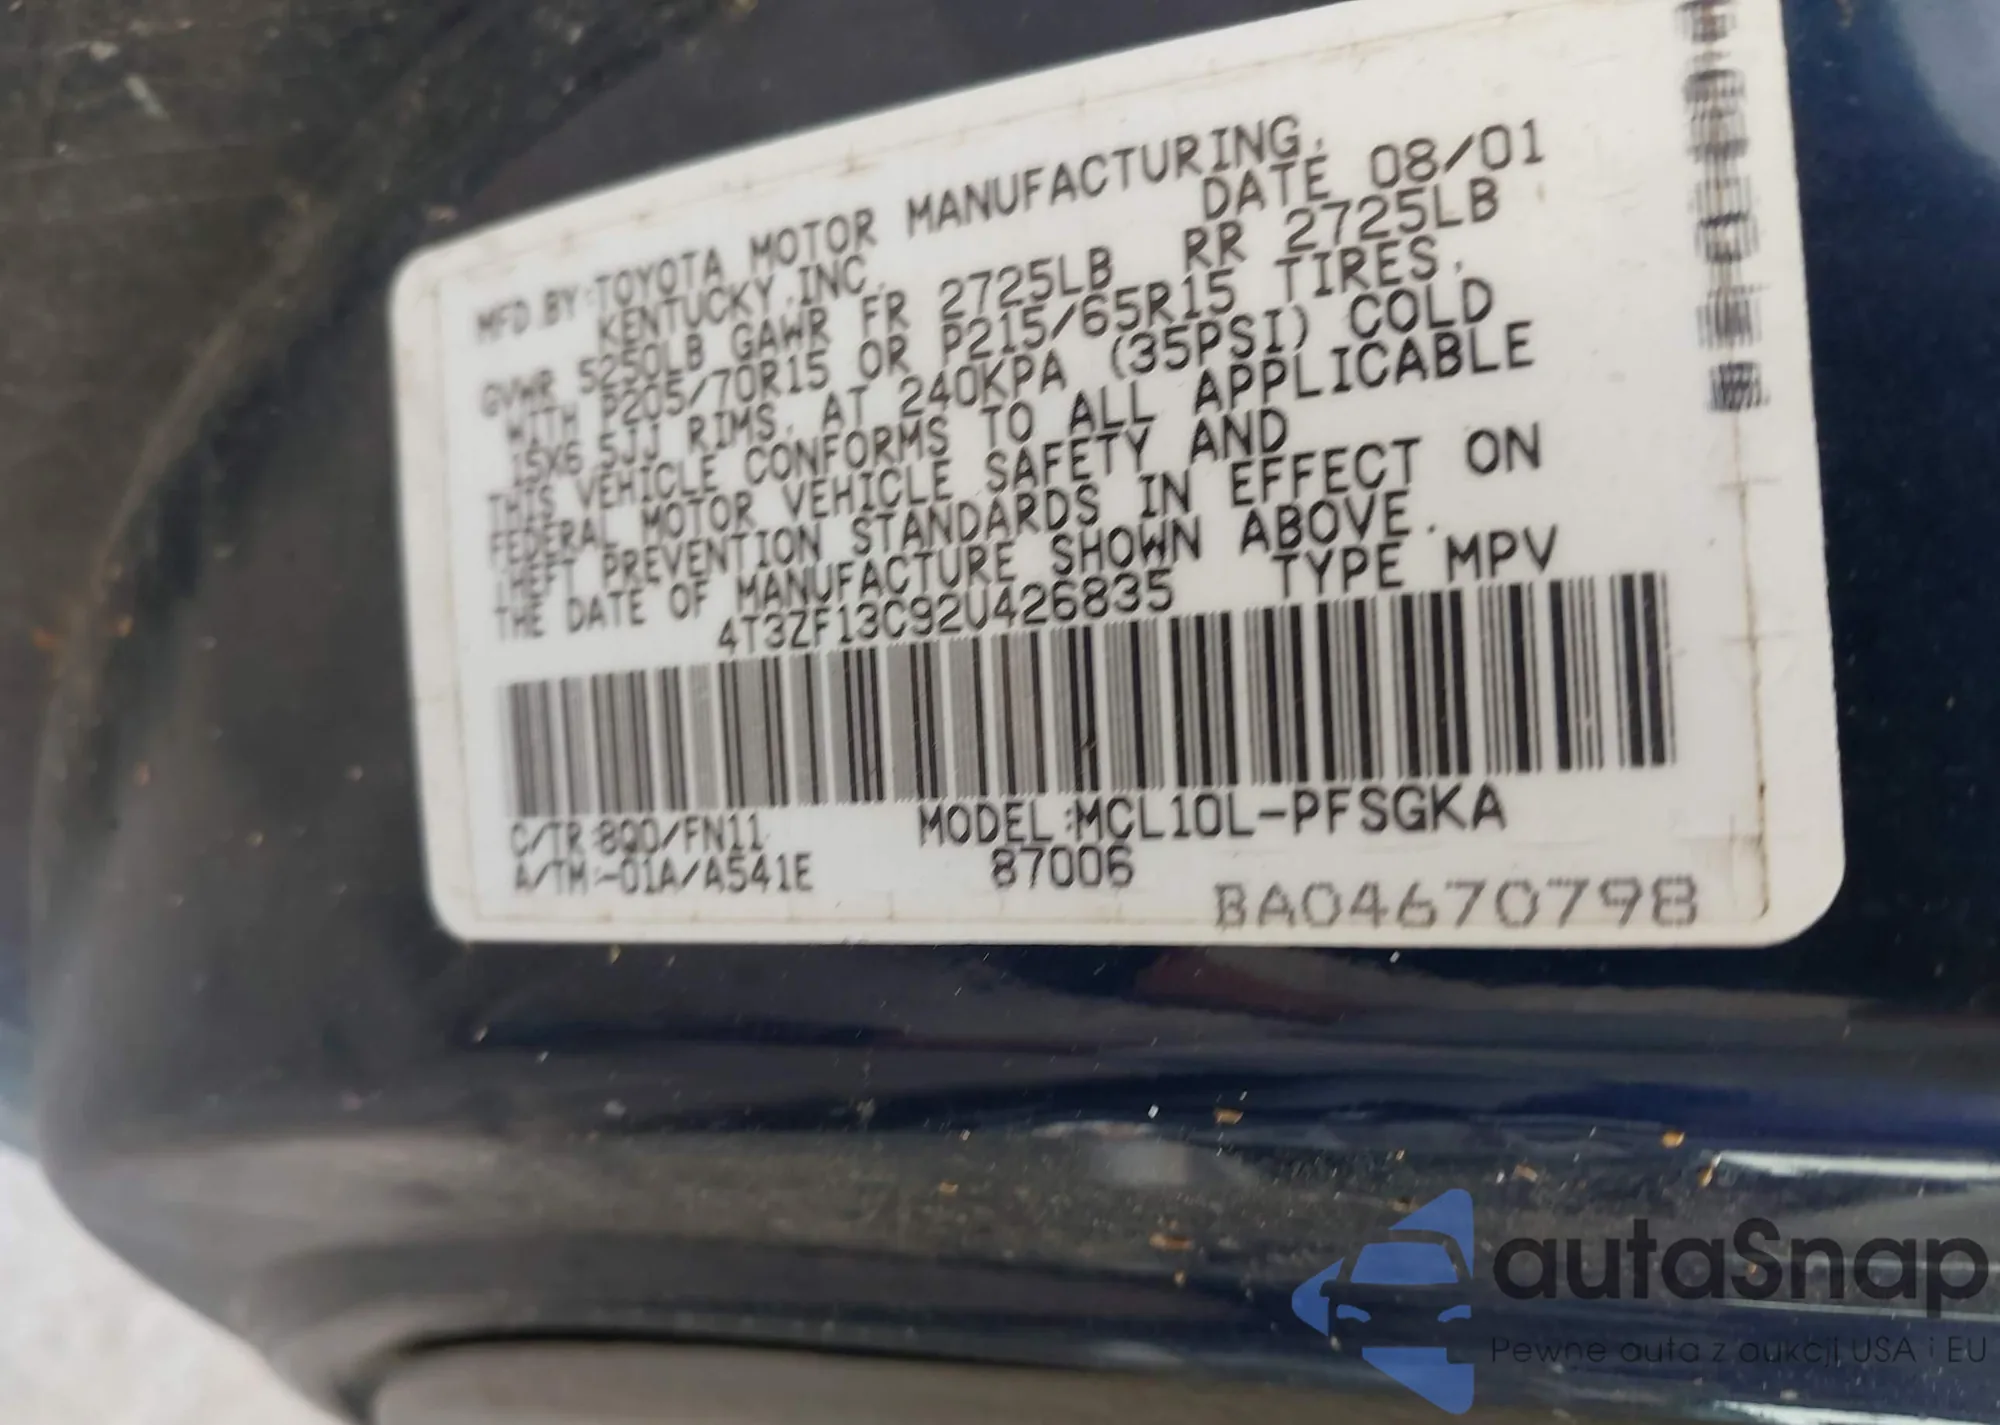 MFD.BY:TOYOTA MOTOR MANUFACTURING,
KENTUCKY,INC. DATE 08/01
GVWR 5250LB GAWR FR 2725LB RR 2725LB
WITH P205/70R15 OR P215/65R15 TIRES,
15X6.5JJ RIMS, AT 240KPA (35PSI) COLD
THIS VEHICLE CONFORMS TO ALL APPLICABLE
FEDERAL MOTOR VEHICLE SAFETY AND
THEFT PREVENTION STANDARDS IN EFFECT ON
THE DATE OF MANUFACTURE SHOWN ABOVE.
4T3ZF13C92U426835 TYPE MPV
C/TR:8Q0/FN11 MODEL:MCL10L-PFSGKA
A/TM:-01A/A541E 87006
BA04670798
autaSnap
Pewne auta z aukcji USA i EU